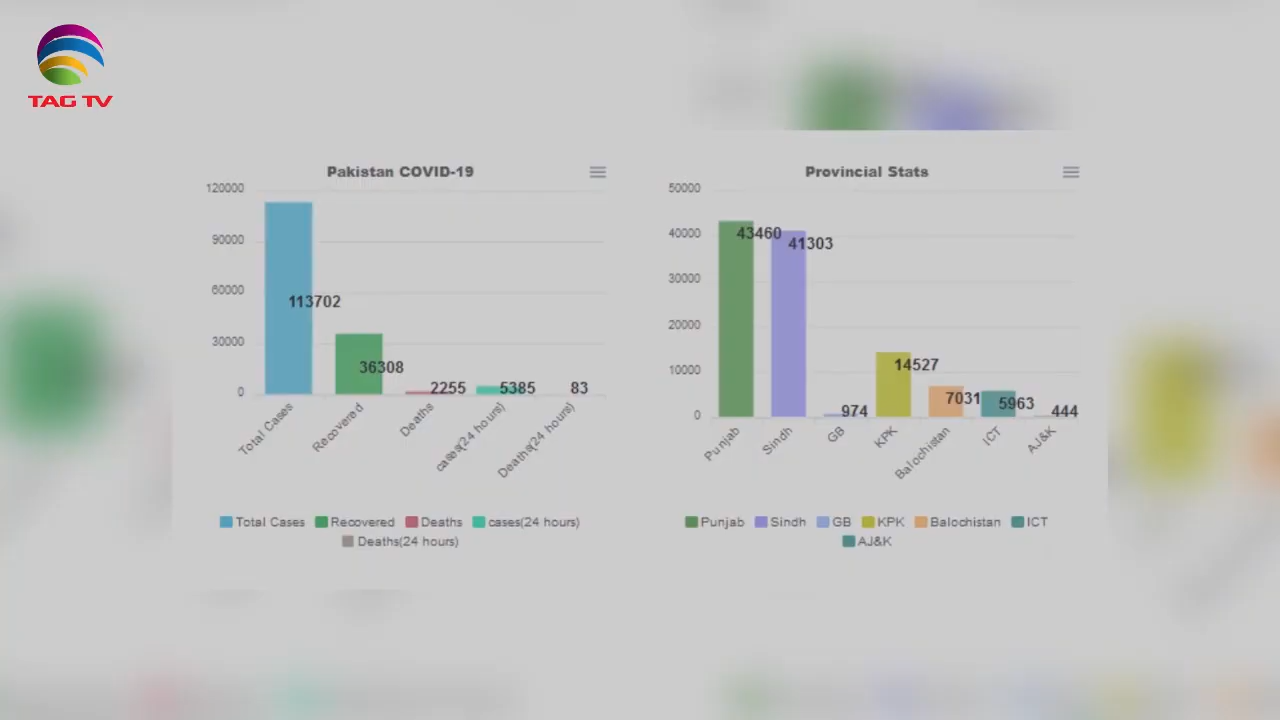 TAG TV
Pakistan COVID-19
120000
90000
60000
30000
0
113702
36308
2255
5385
83
Total Cases
Recovered
Deaths
cases(24 hours)
Deaths(24 hours)
Total Cases Recovered Deaths cases(24 hours)
Deaths(24 hours)
Provincial Stats
50000
40000
30000
20000
10000
0
43460
41303
974
14527
7031
5963
444
Punjab
Sindh
GB
KPK
Balochistan
ICT
AJ&K
Punjab Sindh GB KPK Balochistan ICT
AJ&K